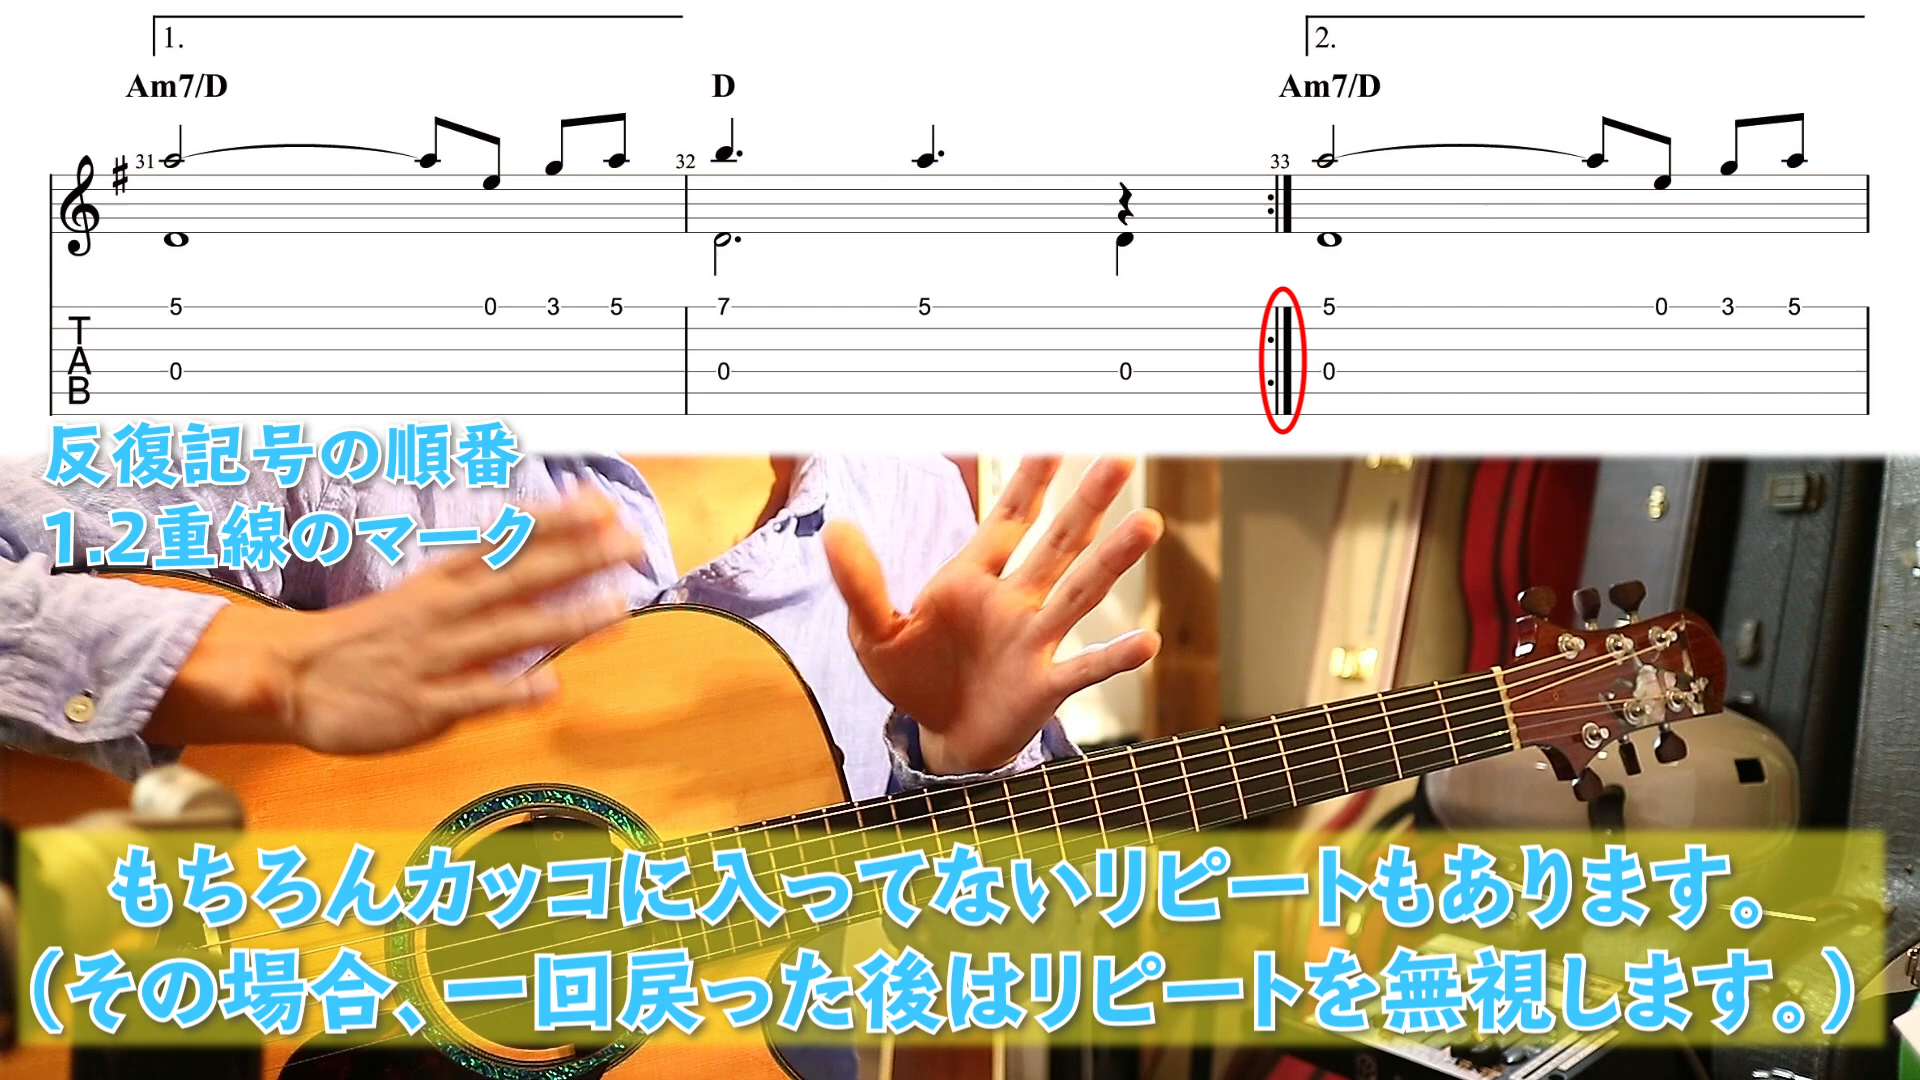 1.
2.
Am7/D
D
Am7/D
31
32
33
5 0 3 5 7 5 5 0 3 5
T
A
B
0 0 0 0
反復記号の順番
1.2重線のマーク
もちろんカッコに入ってないリピートもあります。
（その場合、一回戻った後はリピートを無視します。）